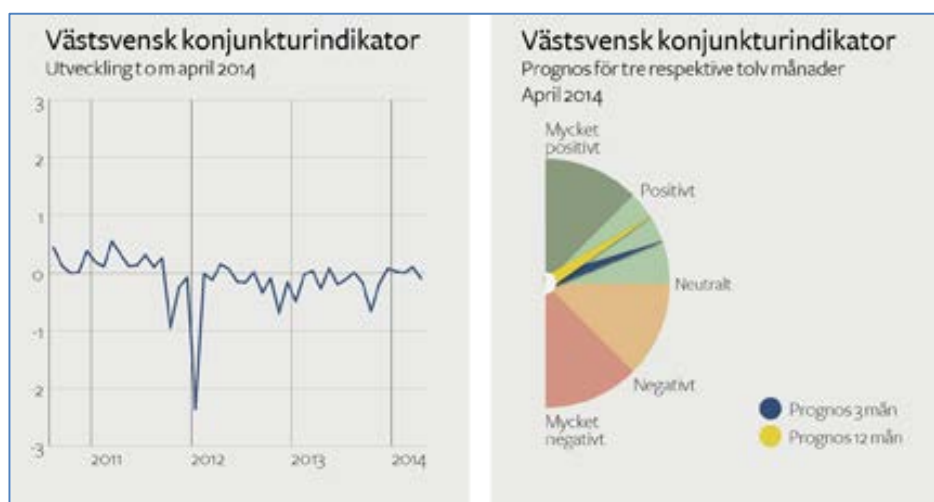 Västsvensk konjunkturindikator
Utveckling t o m april 2014
3
2
1
0
-1
-2
-3
2011
2012
2013
2014
Västsvensk konjunkturindikator
Prognos för tre respektive tolv månader
April 2014
Mycket
positivt
Positivt
Neutralt
Negativt
Mycket
negativt
Prognos 3 mån
Prognos 12 mån